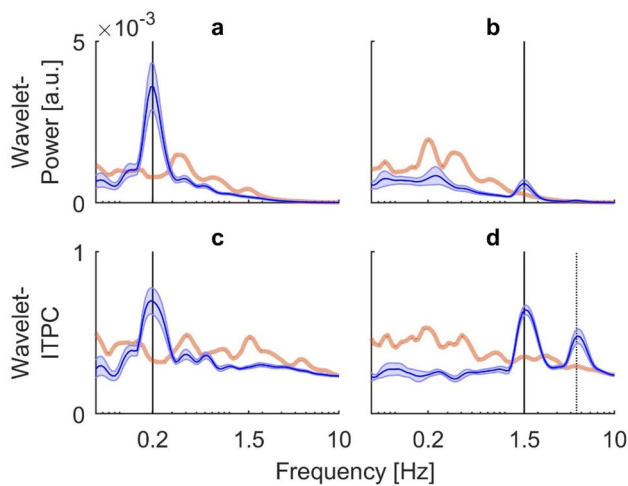 ×10⁻³
a
b
5
0
Wavelet-
Power [a.u.]
c
d
1
0
Wavelet-
ITPC
0.2
1.5
10
0.2
1.5
10
Frequency [Hz]